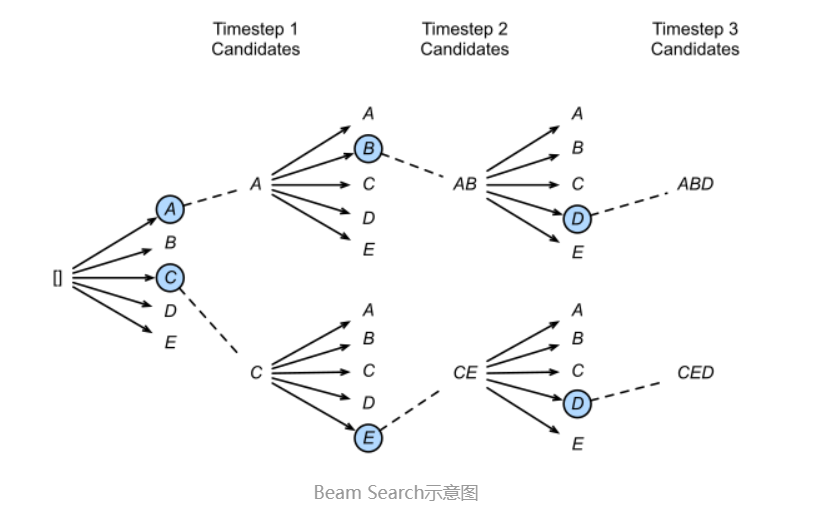 Timestep 1
Candidates
Timestep 2
Candidates
Timestep 3
Candidates
[]
A
B
C
D
E
A
A
B
C
D
E
AB
A
B
C
D
E
ABD
C
A
B
C
D
E
CE
A
B
C
D
E
CED
Beam Search示意图